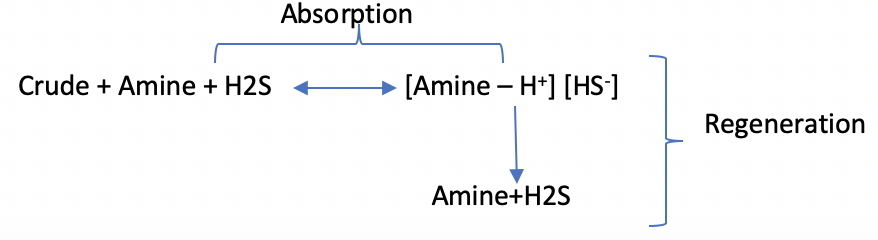 Absorption
Crude + Amine + H2S [Amine – H⁺] [HS⁻]
Regeneration
Amine+H2S